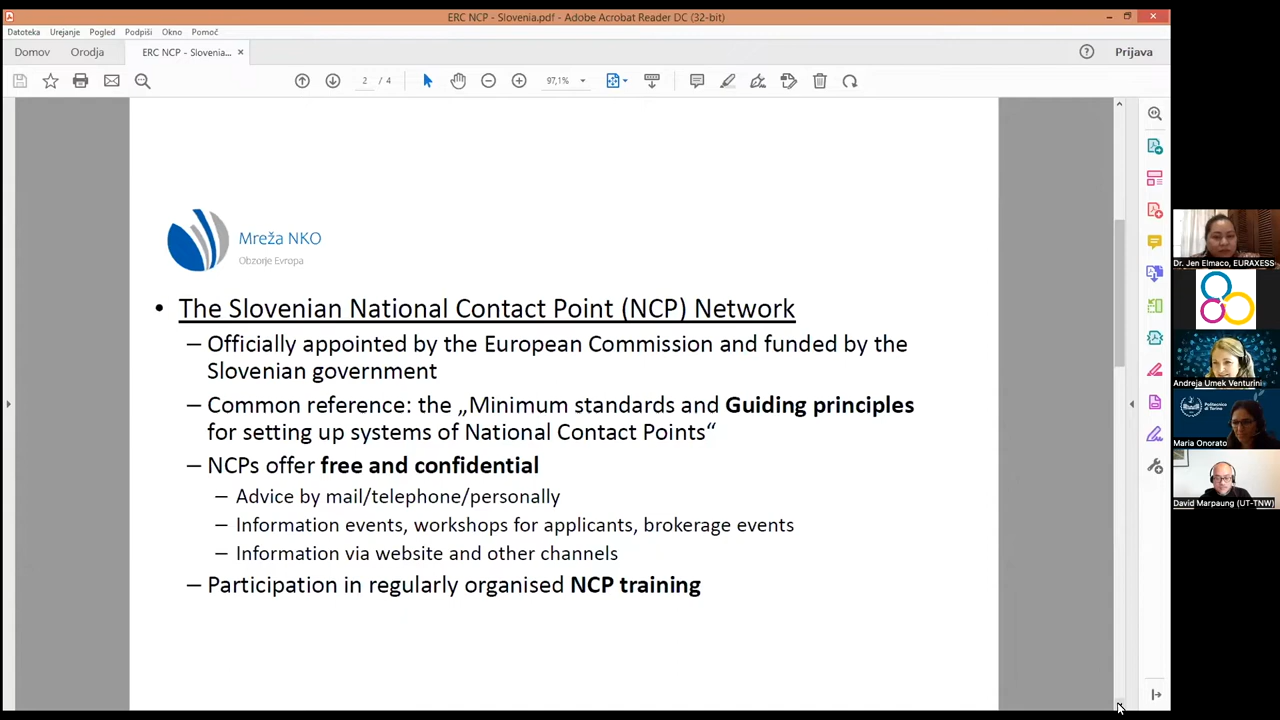 ERC NCP - Slovenia.pdf - Adobe Acrobat Reader DC (32-bit)
Datoteka Urejanje Pogled Podpiši Okno Pomoč
Domov Orodja ERC NCP - Slovenia... × Prijava
2 / 4 97,1%
Mreža NKO
Obzorje Evropa
• The Slovenian National Contact Point (NCP) Network
– Officially appointed by the European Commission and funded by the
Slovenian government
– Common reference: the „Minimum standards and Guiding principles
for setting up systems of National Contact Points“
– NCPs offer free and confidential
– Advice by mail/telephone/personally
– Information events, workshops for applicants, brokerage events
– Information via website and other channels
– Participation in regularly organised NCP training
Dr. Jen Elmaco, EURAXESS
Andreja Umek Venturini
Politecnico
di Torino
Maria Onorato
David Marpaung (UT-TNW)